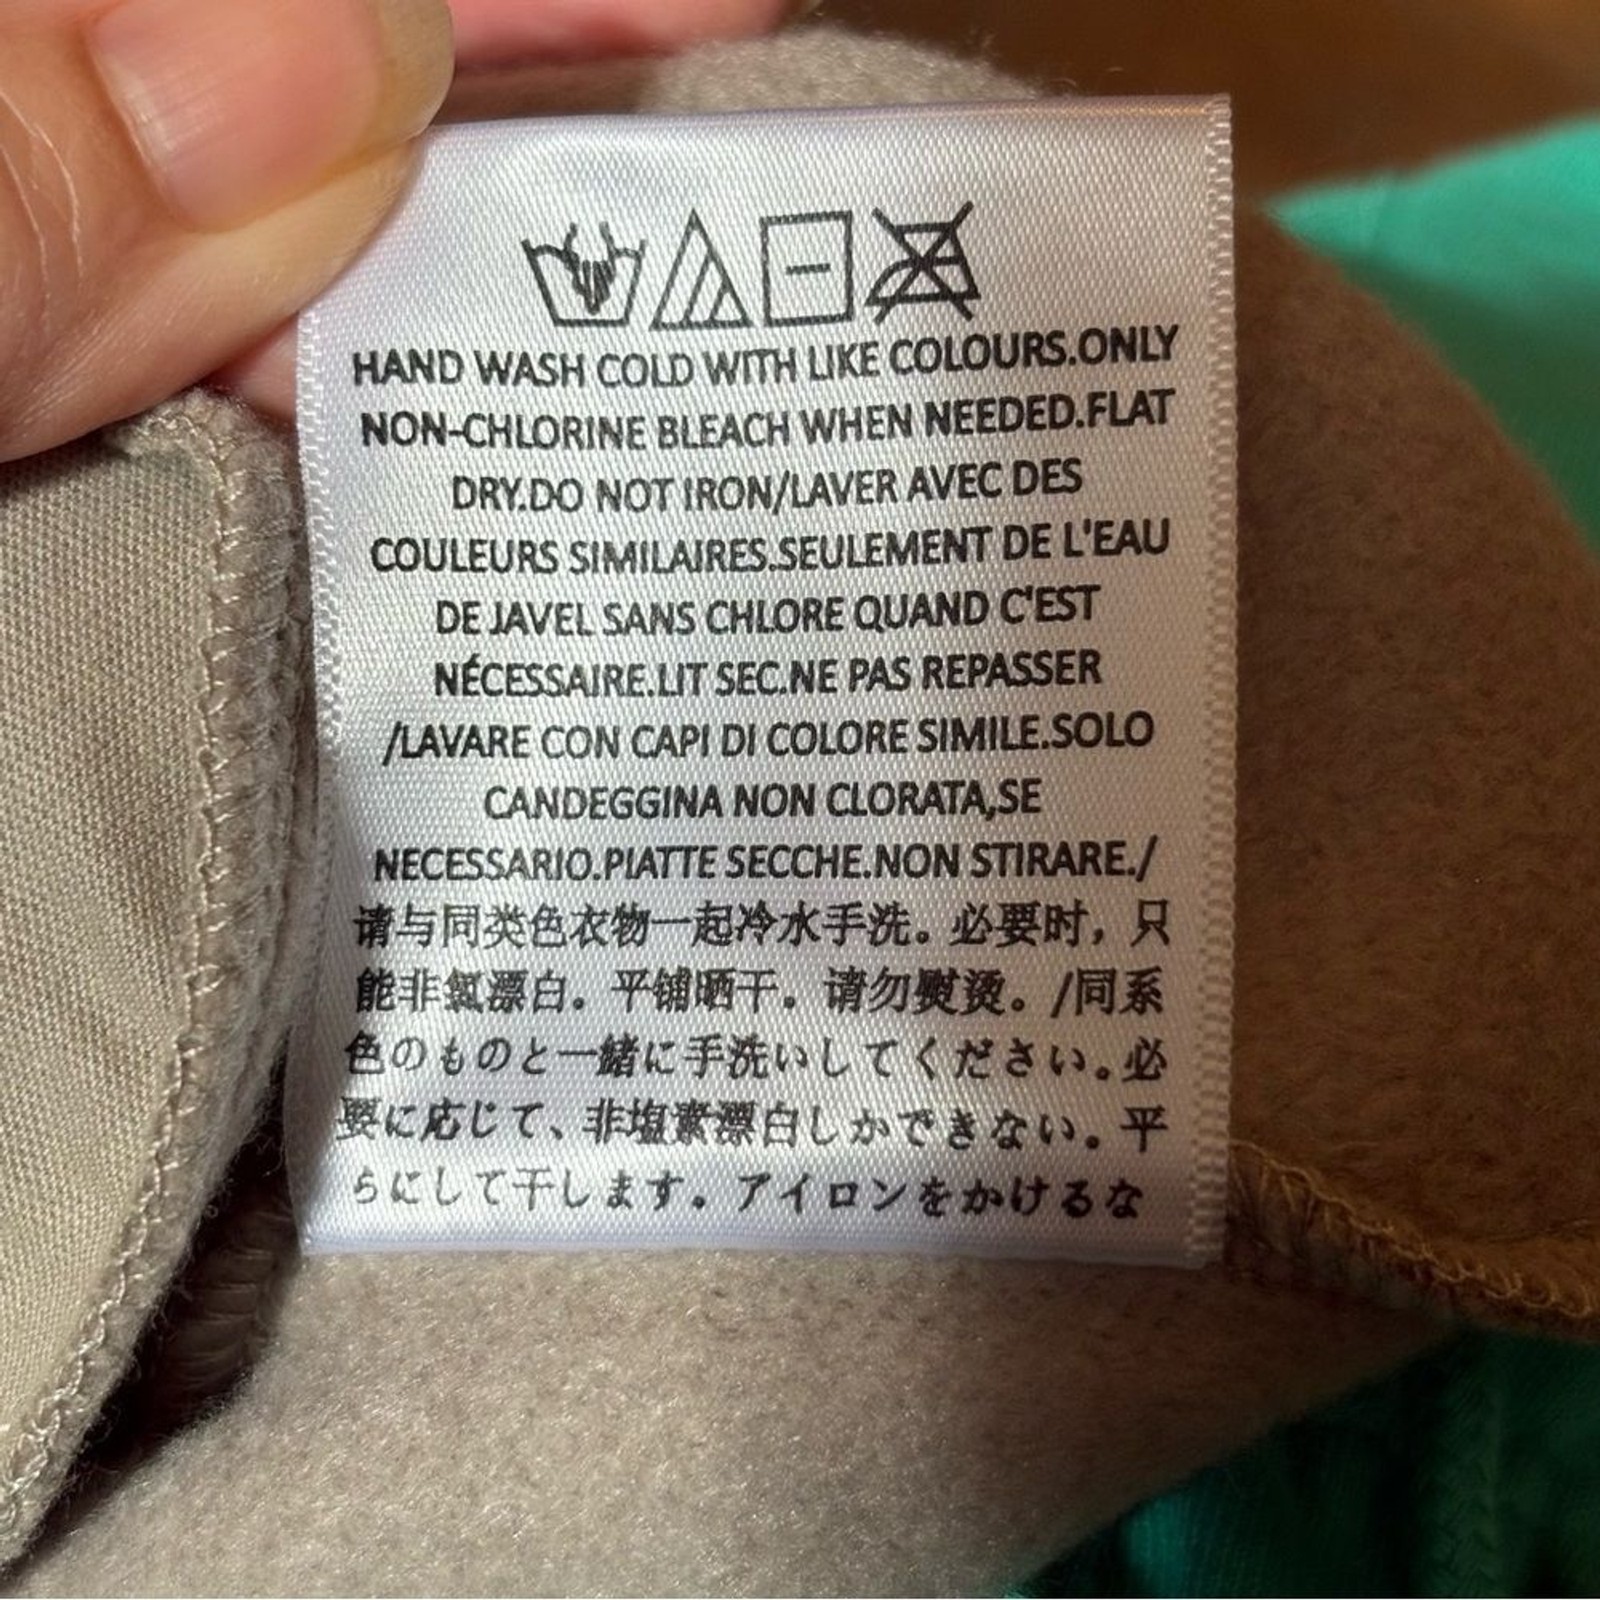 HAND WASH COLD WITH LIKE COLOURS.ONLY
NON-CHLORINE BLEACH WHEN NEEDED.FLAT
DRY.DO NOT IRON/LAVER AVEC DES
COULEURS SIMILAIRES.SEULEMENT DE L'EAU
DE JAVEL SANS CHLORE QUAND C'EST
NÉCESSAIRE.LIT SEC.NE PAS REPASSER
/LAVARE CON CAPI DI COLORE SIMILE.SOLO
CANDEGGINA NON CLORATA,SE
NECESSARIO.PIATTE SECCHE.NON STIRARE./
请与同类色衣物一起冷水手洗。必要时，只
能非氯漂白。平铺晒干。请勿熨烫。/同系
色のものと一緒に手洗いしてください。必
要に応じて、非塩素漂白しかできない。平
らにして干します。アイロンをかけるな